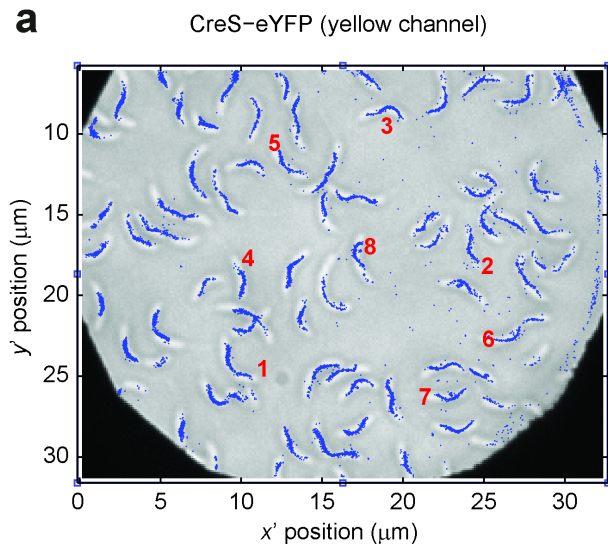 a
CreS−eYFP (yellow channel)
3
10
5
15
8
4
2
y' position (μm)
20
6
1
25
7
30
0 5 10 15 20 25 30
x' position (μm)